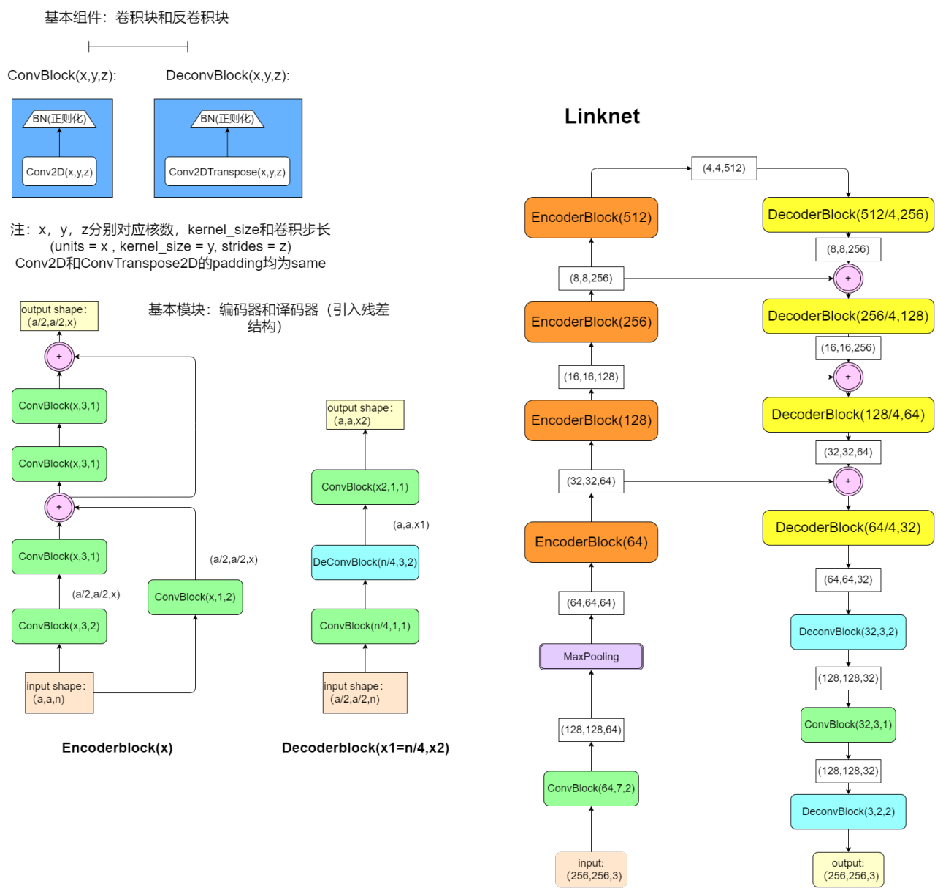 基本组件：卷积块和反卷积块
ConvBlock(x,y,z):
DeconvBlock(x,y,z):
BN(正则化)
Conv2D(x,y,z)
BN(正则化)
Conv2DTranspose(x,y,z)
注：x，y，z分别对应核数，kernel_size和卷积步长
(units = x , kernel_size = y, strides = z)
Conv2D和ConvTranspose2D的padding均为same
基本模块：编码器和译码器（引入残差
结构）
output shape:
(a/2,a/2,x)
+
ConvBlock(x,3,1)
ConvBlock(x,3,1)
+
ConvBlock(x,3,1)
(a/2,a/2,x)
(a/2,a/2,x)
ConvBlock(x,1,2)
ConvBlock(x,3,2)
input shape:
(a,a,n)
Encoderblock(x)
output shape:
(a,a,x2)
ConvBlock(x2,1,1)
(a,a,x1)
DeConvBlock(n/4,3,2)
ConvBlock(n/4,1,1)
input shape:
(a/2,a/2,n)
Decoderblock(x1=n/4,x2)
Linknet
(4,4,512)
EncoderBlock(512)
(8,8,256)
EncoderBlock(256)
(16,16,128)
EncoderBlock(128)
(32,32,64)
EncoderBlock(64)
(64,64,64)
MaxPooling
(128,128,64)
ConvBlock(64,7,2)
input:
(256,256,3)
DecoderBlock(512/4,256)
(8,8,256)
+
DecoderBlock(256/4,128)
(16,16,256)
+
DecoderBlock(128/4,64)
(32,32,64)
+
DecoderBlock(64/4,32)
(64,64,32)
DeconvBlock(32,3,2)
(128,128,32)
ConvBlock(32,3,1)
(128,128,32)
DeconvBlock(3,2,2)
output:
(256,256,3)